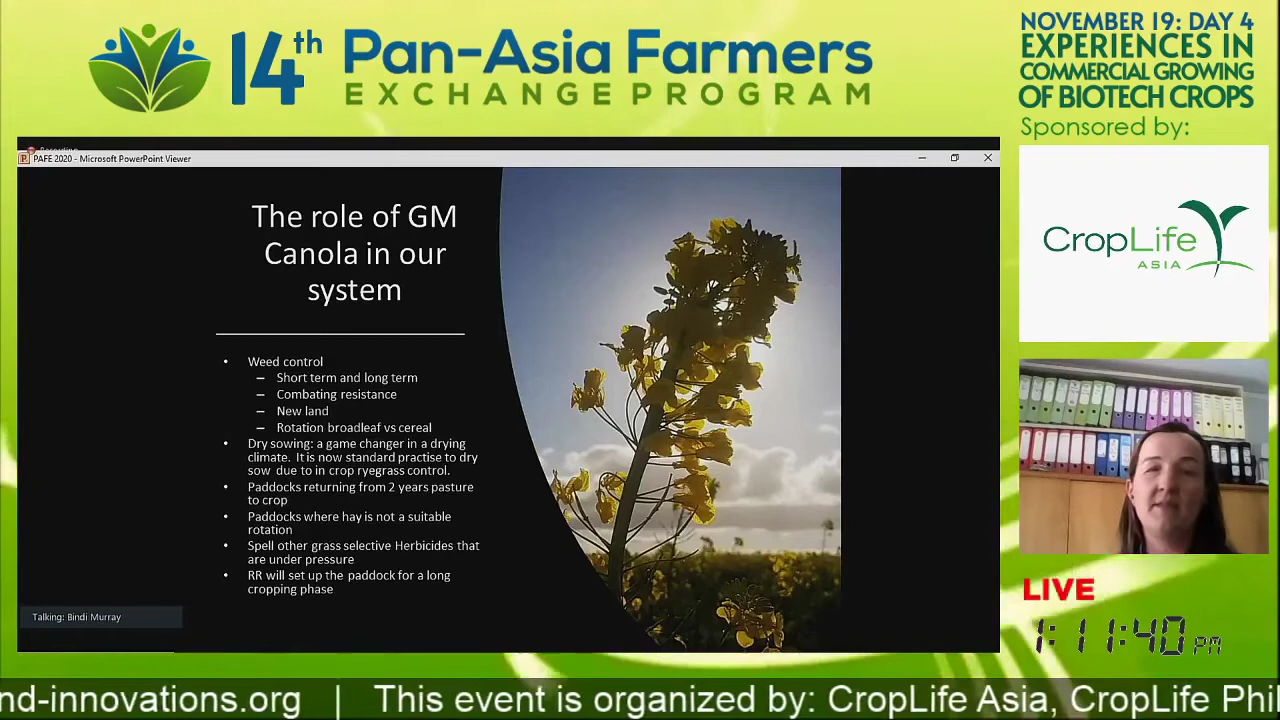 14th Pan-Asia Farmers
EXCHANGE PROGRAM
NOVEMBER 19: DAY 4
EXPERIENCES IN
COMMERCIAL GROWING
OF BIOTECH CROPS
Sponsored by:
CropLife
ASIA
Recording
PAFE 2020 - Microsoft PowerPoint Viewer
The role of GM
Canola in our
system
• Weed control
– Short term and long term
– Combating resistance
– New land
– Rotation broadleaf vs cereal
• Dry sowing: a game changer in a drying
climate. It is now standard practise to dry
sow due to in crop ryegrass control.
• Paddocks returning from 2 years pasture
to crop
• Paddocks where hay is not a suitable
rotation
• Spell other grass selective Herbicides that
are under pressure
• RR will set up the paddock for a long
cropping phase
Talking: Bindi Murray
LIVE
1:11:40 PM
nd-innovations.org | This event is organized by: CropLife Asia, CropLife Phil